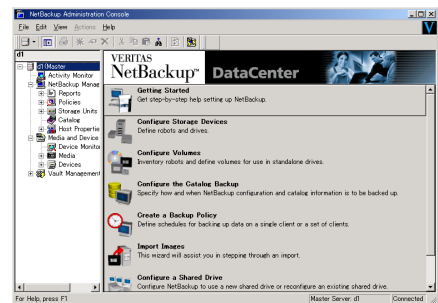 NetBackup Administration Console
File Edit View Actions Help
d1
d1(Master
Activity Monitor
NetBackup Manag
Reports
Policies
Storage Units
Catalog
Host Propertie
Media and Device
Device Monito
Media
Devices
Vault Management
VERITAS
NetBackup™ DataCenter
Getting Started
Get step-by-step help setting up NetBackup.
Configure Storage Devices
Define robots and drives.
Configure Volumes
Inventory robots and define volumes for use in standalone drives.
Configure the Catalog Backup
Specify how and when NetBackup configuration and catalog information is to be backed up.
Create a Backup Policy
Define schedules for backing up data on a single client or a set of clients.
Import Images
This wizard will assist you in stepping through an import.
Configure a Shared Drive
Configure NetBackup to use a new shared drive or reconfigure an existing shared drive.
For Help, press F1
Master Server: d1
Connected